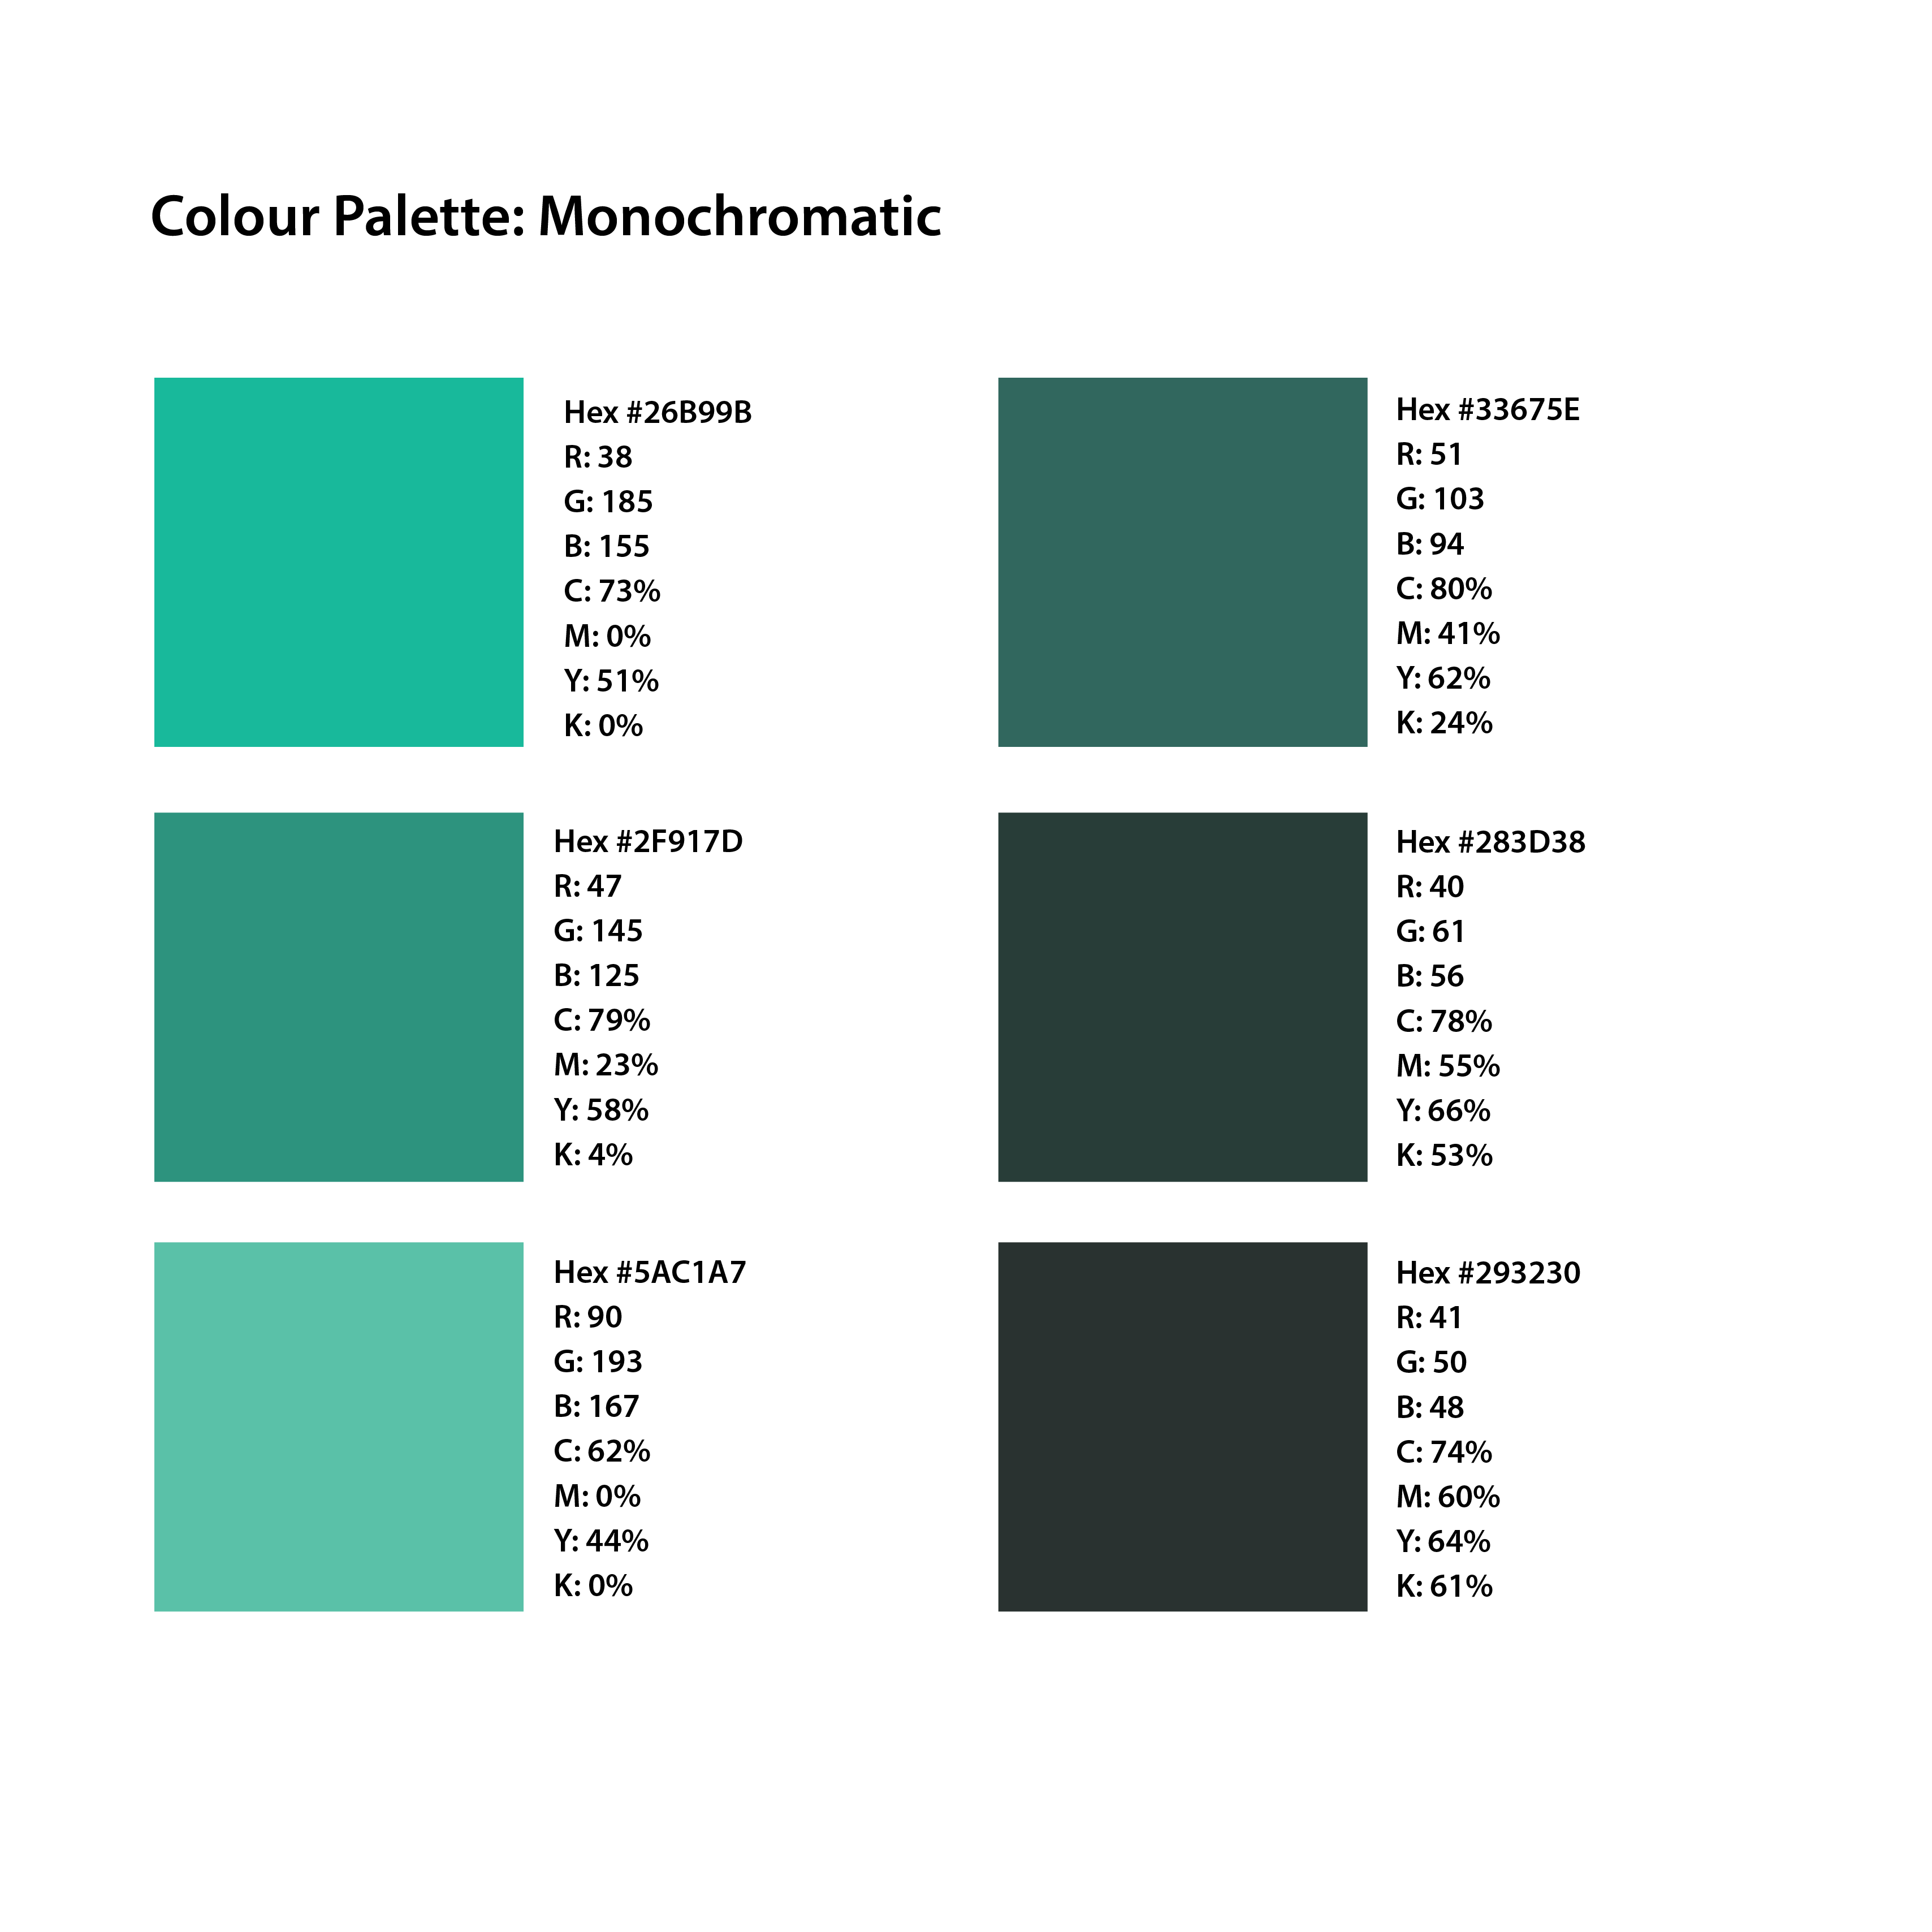 Colour Palette: Monochromatic
Hex #26B99B
R: 38
G: 185
B: 155
C: 73%
M: 0%
Y: 51%
K: 0%
Hex #33675E
R: 51
G: 103
B: 94
C: 80%
M: 41%
Y: 62%
K: 24%
Hex #2F917D
R: 47
G: 145
B: 125
C: 79%
M: 23%
Y: 58%
K: 4%
Hex #283D38
R: 40
G: 61
B: 56
C: 78%
M: 55%
Y: 66%
K: 53%
Hex #5AC1A7
R: 90
G: 193
B: 167
C: 62%
M: 0%
Y: 44%
K: 0%
Hex #293230
R: 41
G: 50
B: 48
C: 74%
M: 60%
Y: 64%
K: 61%